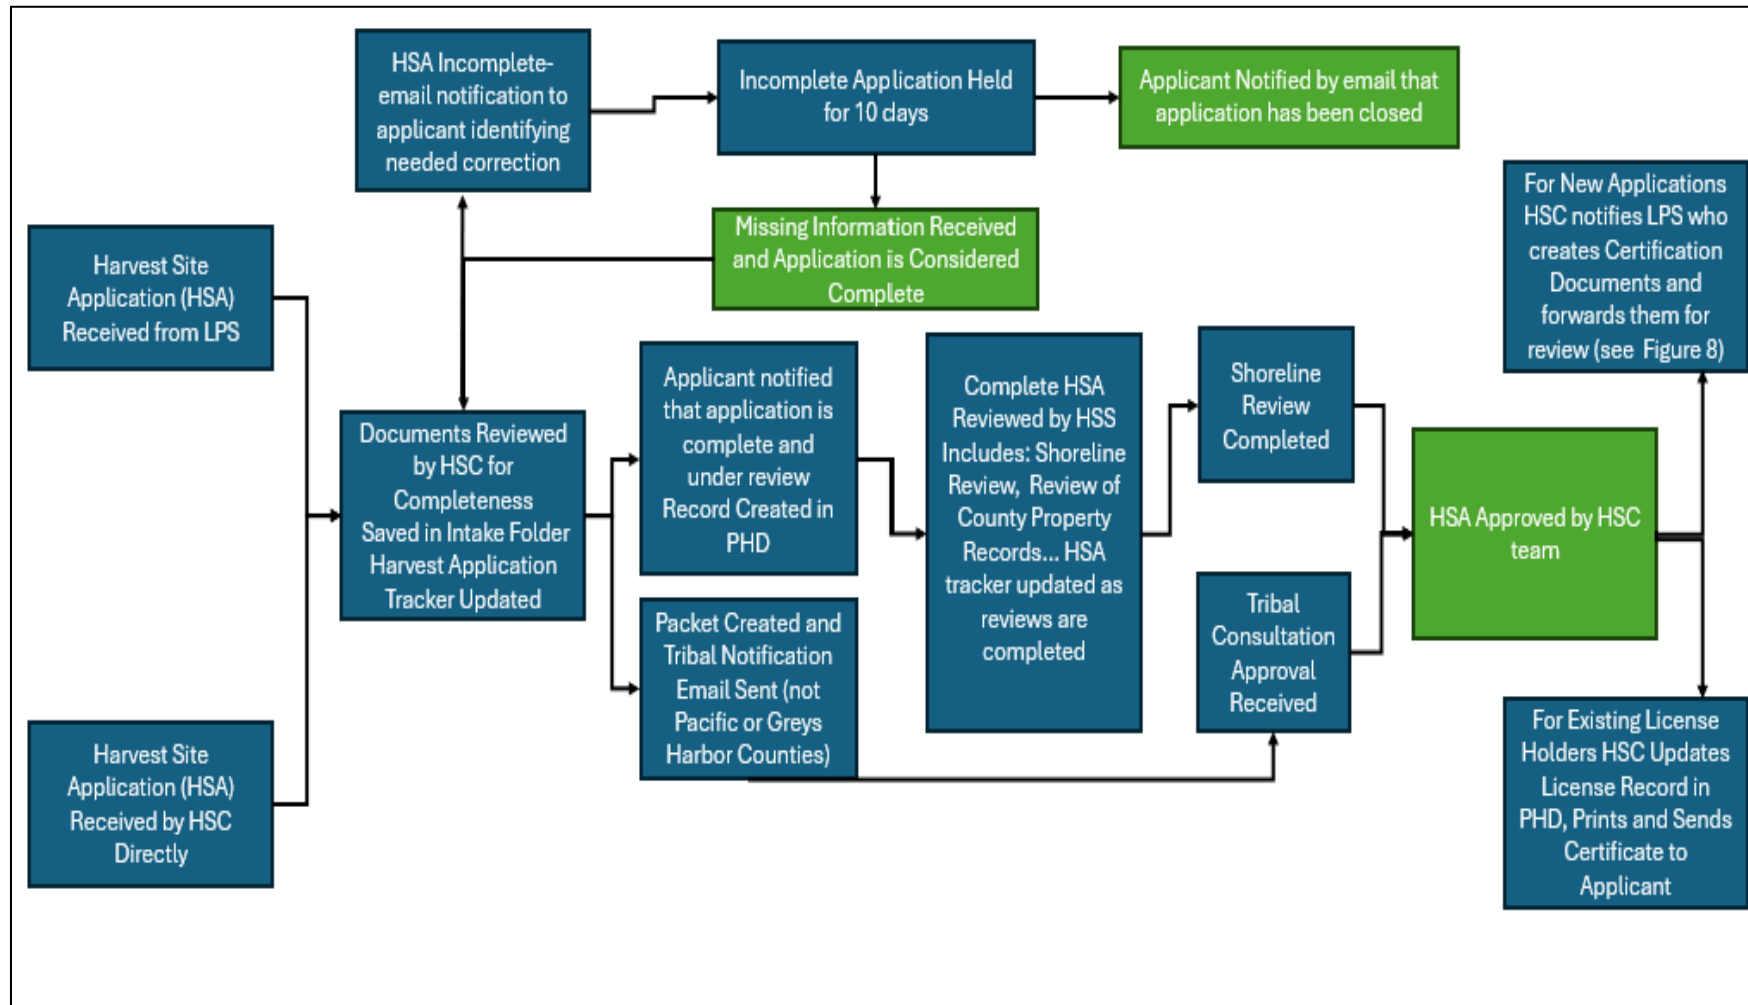 HSA Incomplete-
email notification to
applicant identifying
needed correction
Incomplete Application Held
for 10 days
Applicant Notified by email that
application has been closed
Missing Information Received
and Application is Considered
Complete
Harvest Site
Application (HSA)
Received from LPS
Harvest Site
Application (HSA)
Received by HSC
Directly
Documents Reviewed
by HSC for
Completeness
Saved in Intake Folder
Harvest Application
Tracker Updated
Applicant notified
that application is
complete and
under review
Record Created in
PHD
Packet Created and
Tribal Notification
Email Sent (not
Pacific or Greys
Harbor Counties)
Complete HSA
Reviewed by HSS
Includes: Shoreline
Review, Review of
County Property
Records... HSA
tracker updated as
reviews are
completed
Shoreline
Review
Completed
Tribal
Consultation
Approval
Received
HSA Approved by HSC
team
For New Applications
HSC notifies LPS who
creates Certification
Documents and
forwards them for
review (see Figure 8)
For Existing License
Holders HSC Updates
License Record in
PHD, Prints and Sends
Certificate to
Applicant